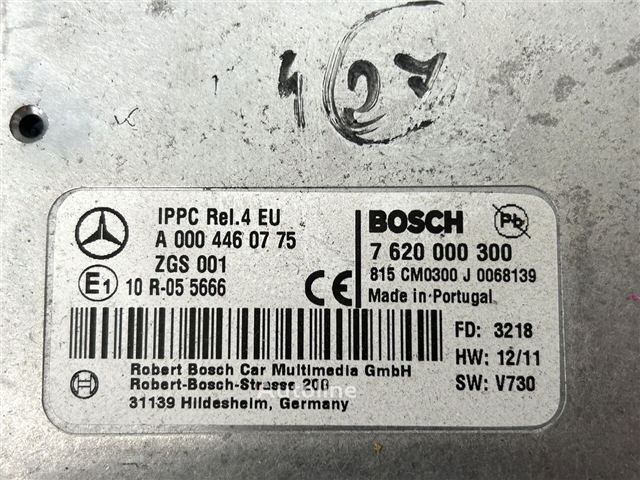 IPPC Rel.4 EU
A 000 446 07 75
ZGS 001
E1 10 R-05 5666
CE
BOSCH
Pb
7 620 000 300
815 CM0300 J 0068139
Made in Portugal
FD: 3218
HW: 12/11
SW: V730
Robert Bosch Car Multimedia GmbH
Robert-Bosch-Strasse 200
31139 Hildesheim, Germany
autoline